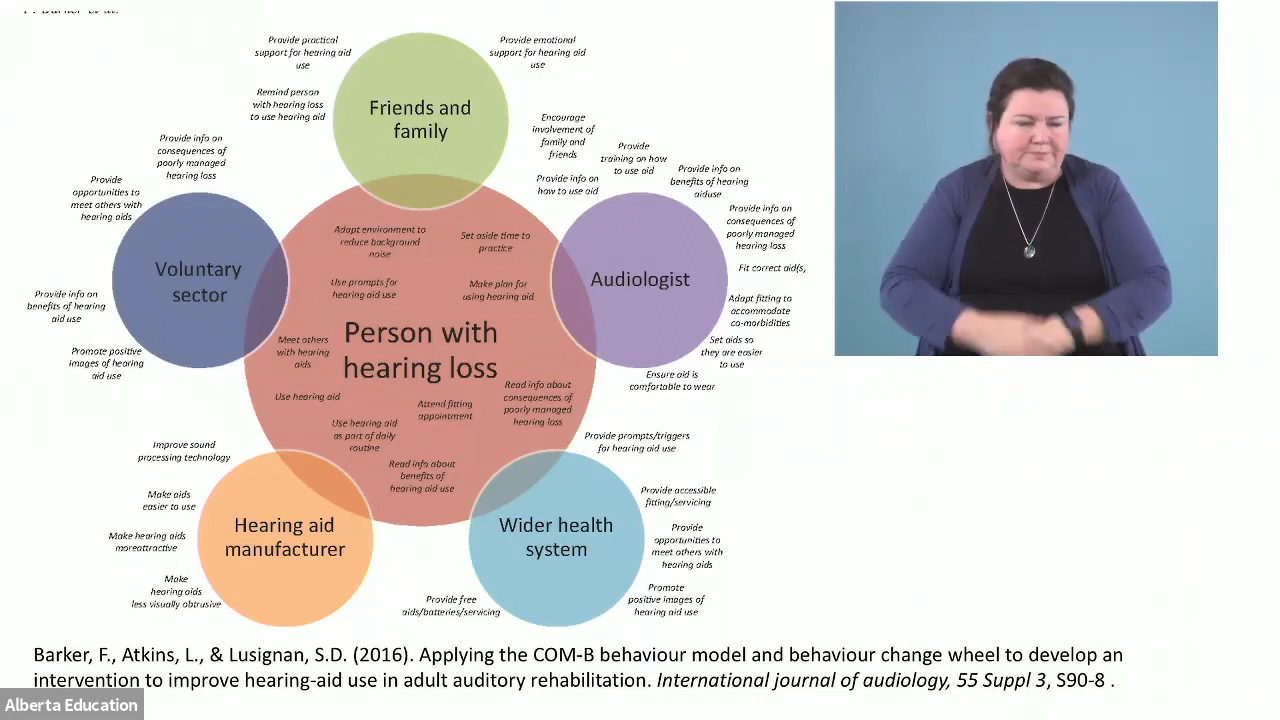 Provide practical
support for hearing aid
use
Provide emotional
support for hearing aid
use
Remind person
with hearing loss
to use hearing aid
Friends and
family
Encourage
involvement of
family and
friends
Provide info on
how to use aid
Provide
training on how
to use aid
Provide info on
benefits of hearing
aiduse
Provide info on
consequences of
poorly managed
hearing loss
Fit correct aid(s,
Adapt fitting to
accommodate
co-morbidities
Set aids so
they are easier
to use
Ensure aid is
comfortable to wear
Audiologist
Provide info on
consequences of
poorly managed
hearing loss
Provide
opportunities to
meet others with
hearing aids
Voluntary
sector
Provide info on
benefits of hearing
aid use
Promote positive
images of hearing
aid use
Adapt environment to
reduce background
noise
Set aside time to
practice
Use prompts for
hearing aid use
Make plan for
using hearing aid
Person with
hearing loss
Meet others
with hearing
aids
Use hearing aid
Attend fitting
appointment
Read info about
consequences of
poorly managed
hearing loss
Use hearing aid
as part of daily
routine
Read info about
benefits of
hearing aid use
Improve sound
processing technology
Make aids
easier to use
Make hearing aids
moreattractive
Make
hearing aids
less visually obtrusive
Hearing aid
manufacturer
Wider health
system
Provide prompts/triggers
for hearing aid use
Provide accessible
fitting/servicing
Provide
opportunities to
meet others with
hearing aids
Promote
positive images of
hearing aid use
Provide free
aids/batteries/servicing
Barker, F., Atkins, L., & Lusignan, S.D. (2016). Applying the COM-B behaviour model and behaviour change wheel to develop an
intervention to improve hearing-aid use in adult auditory rehabilitation. International journal of audiology, 55 Suppl 3, S90-8 .
Alberta Education